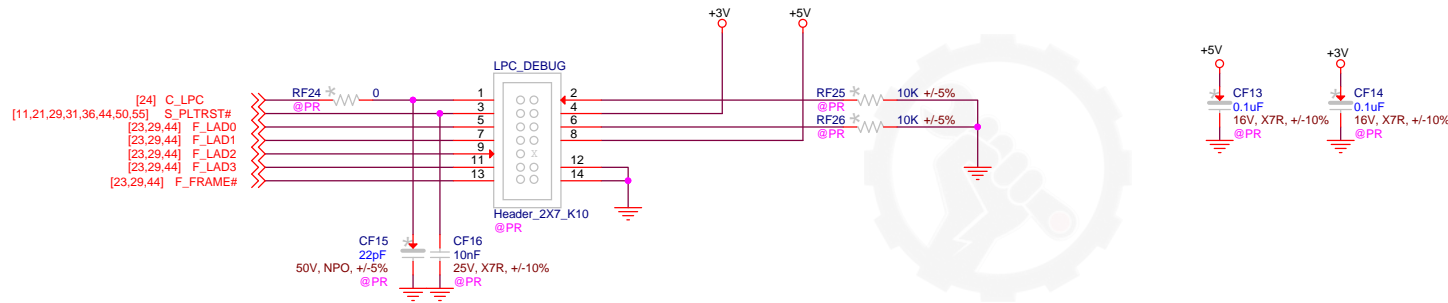 +3V
+5V
LPC_DEBUG
+5V
+3V
[24] C_LPC
RF24
0
@PR
1
2
RF25
10K +/-5%
@PR
CF13
0.1uF
16V, X7R, +/-10%
@PR
CF14
0.1uF
16V, X7R, +/-10%
@PR
[11,21,29,31,36,44,50,55] S_PLTRST#
3
4
[23,29,44] F_LAD0
5
6
RF26
10K +/-5%
@PR
[23,29,44] F_LAD1
7
8
[23,29,44] F_LAD2
9
X
[23,29,44] F_LAD3
11
12
[23,29,44] F_FRAME#
13
14
Header_2X7_K10
@PR
CF15
22pF
50V, NPO, +/-5%
@PR
CF16
10nF
25V, X7R, +/-10%
@PR